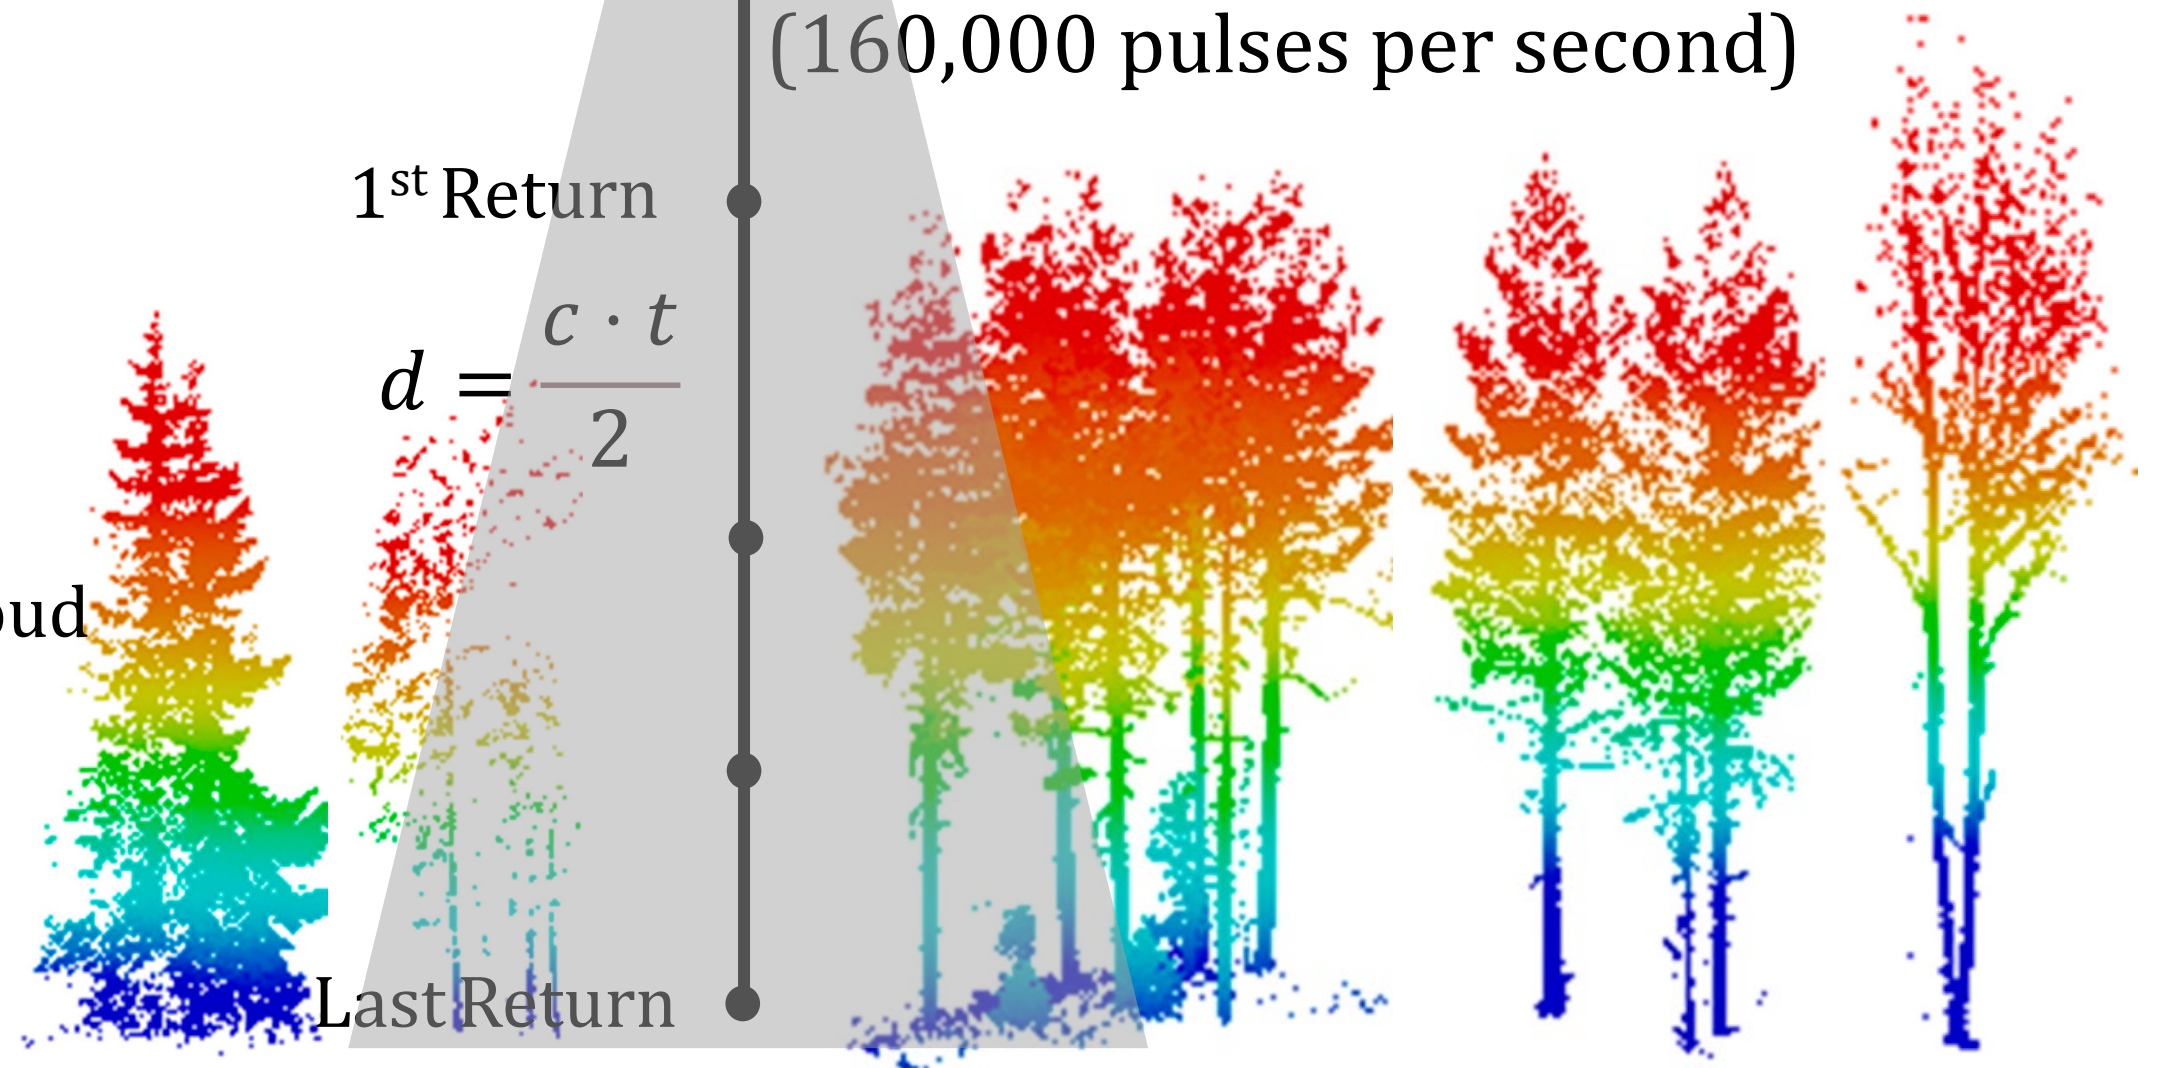 (160,000 pulses per second)
1st Return
d = c · t / 2
Last Return